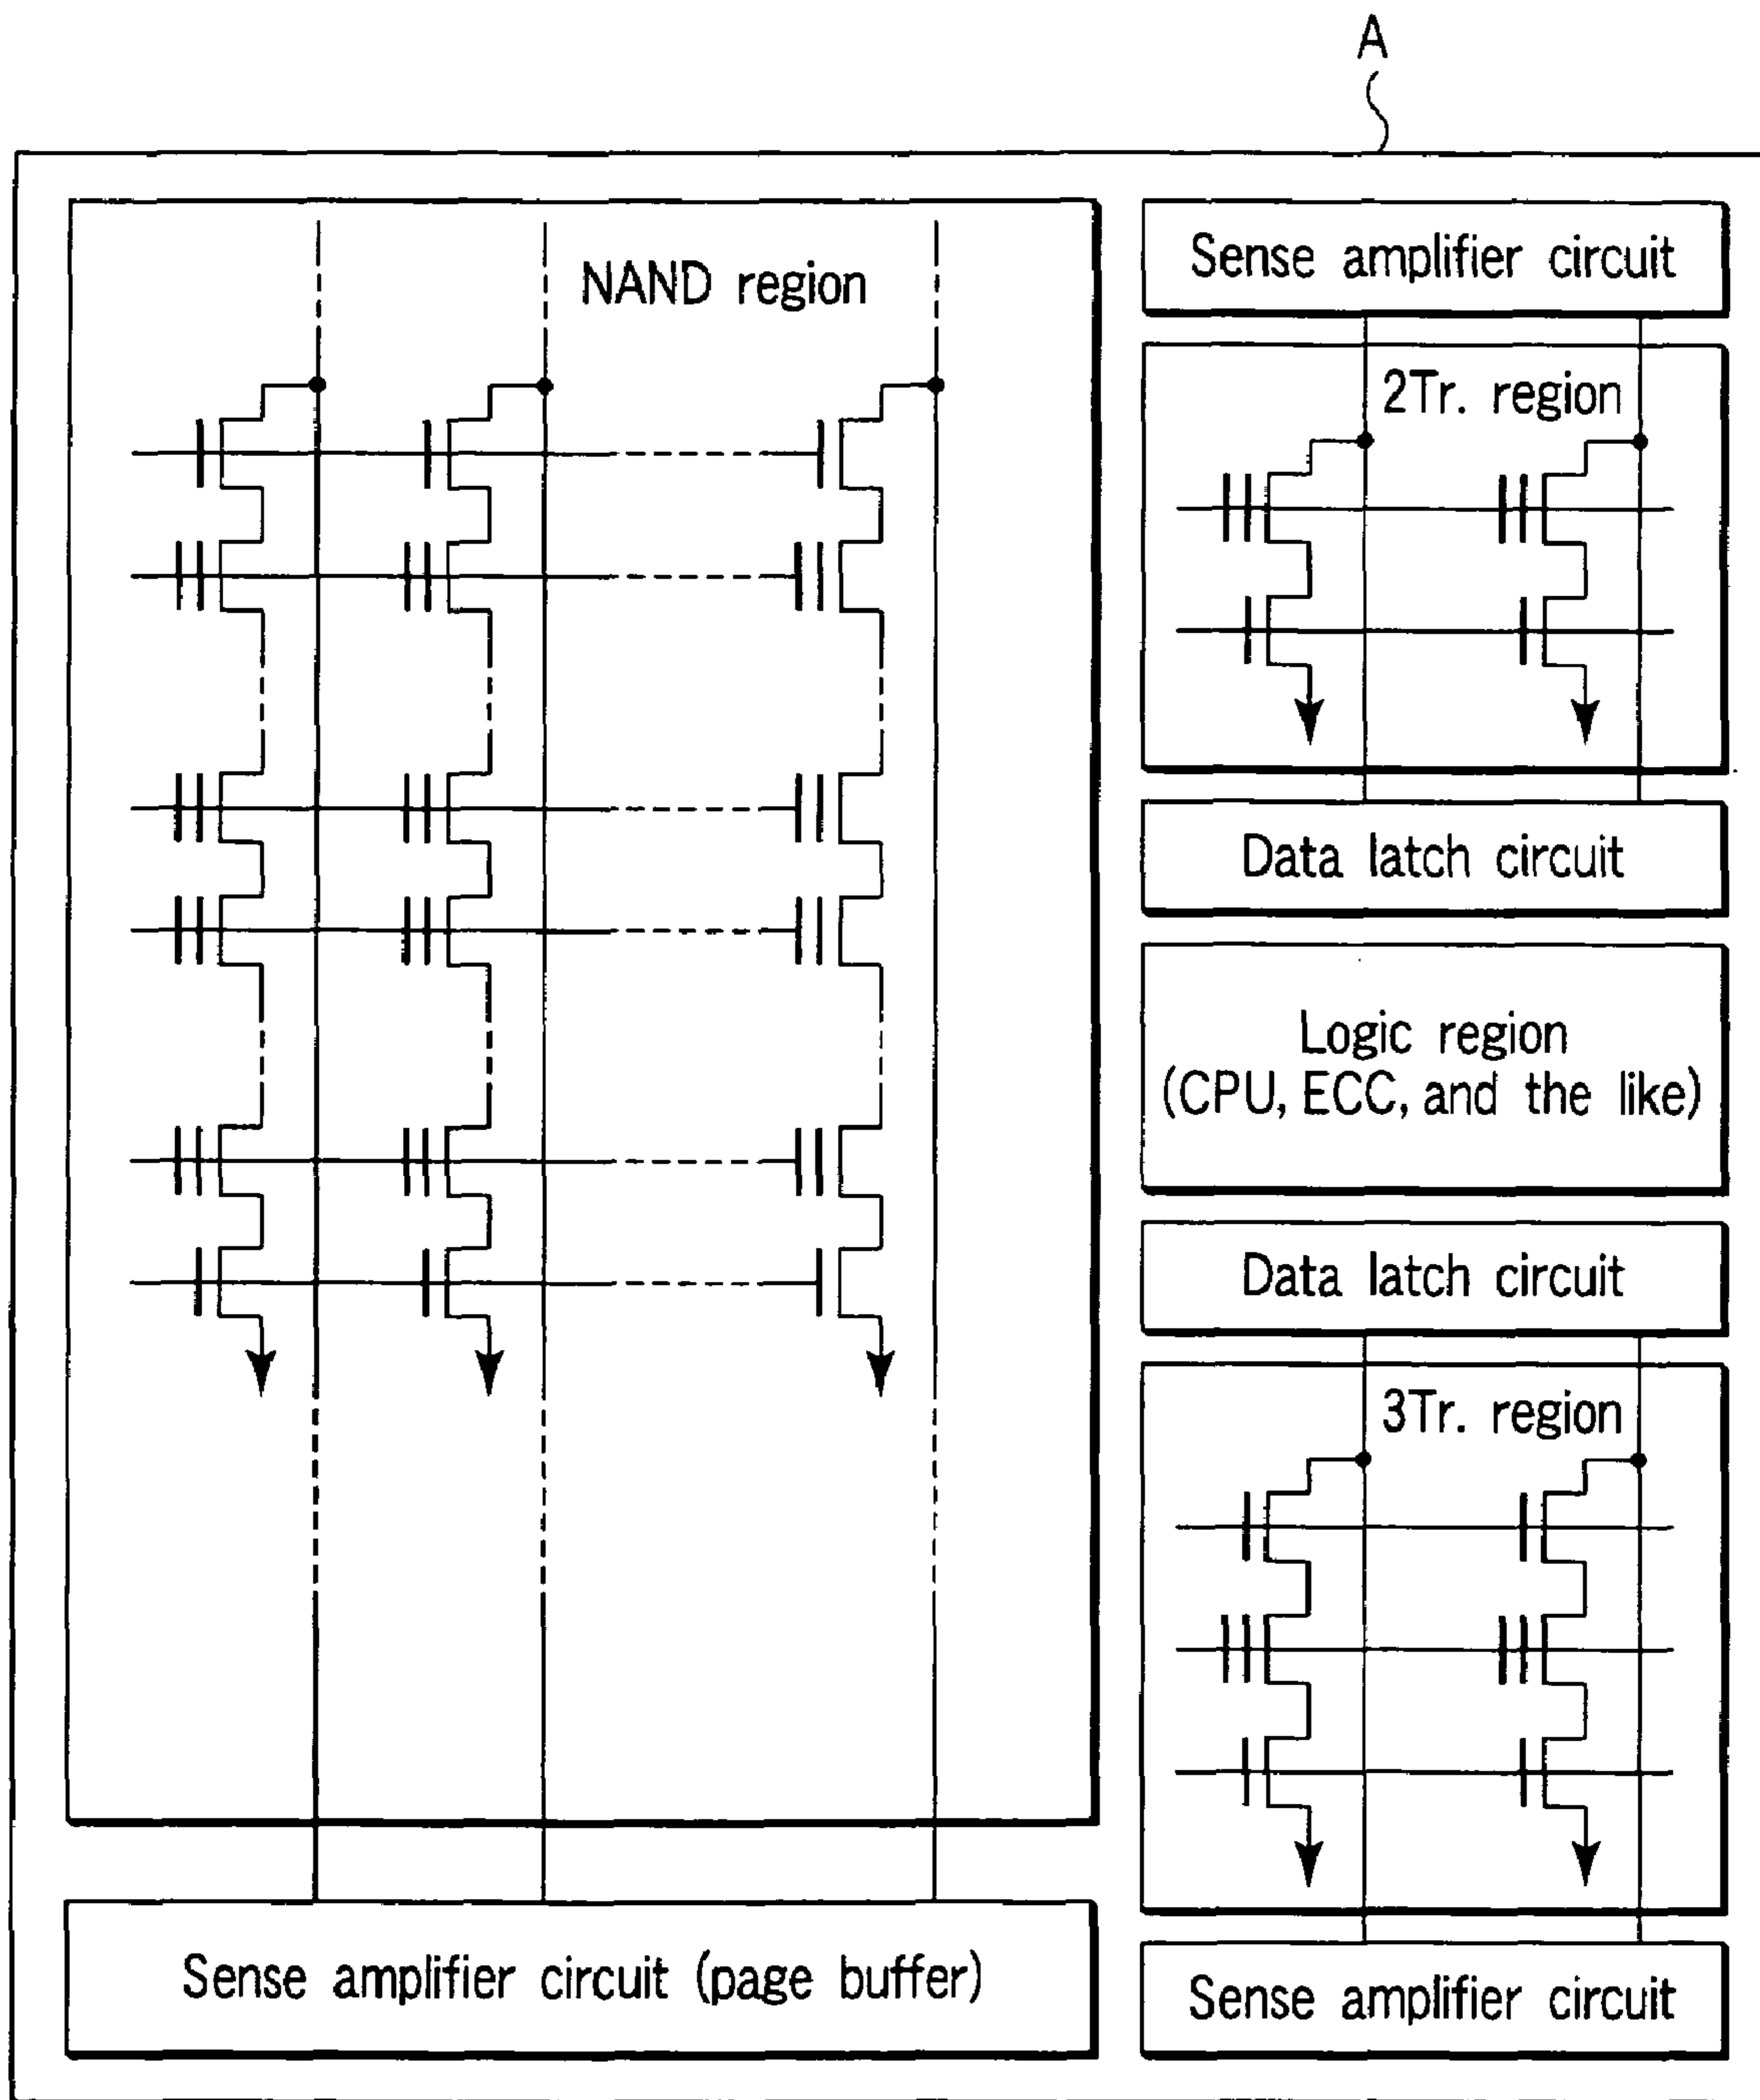 A
NAND region
Sense amplifier circuit (page buffer)
Sense amplifier circuit
2Tr. region
Data latch circuit
Logic region
(CPU, ECC, and the like)
Data latch circuit
3Tr. region
Sense amplifier circuit